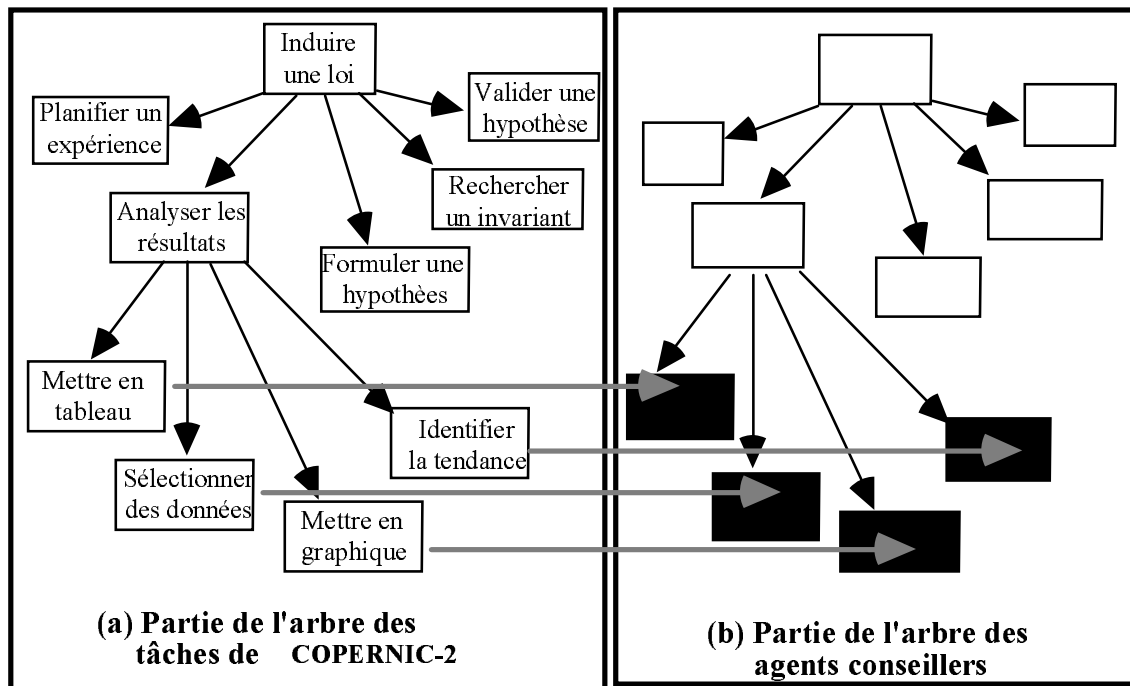 Induire
une loi
Planifier un
expérience
Valider une
hypothèse
Rechercher
un invariant
Analyser les
résultats
Formuler une
hypothèes
Mettre en
tableau
Identifier
la tendance
Sélectionner
des données
Mettre en
graphique
(a) Partie de l'arbre des
tâches de COPERNIC-2
(b) Partie de l'arbre des
agents conseillers